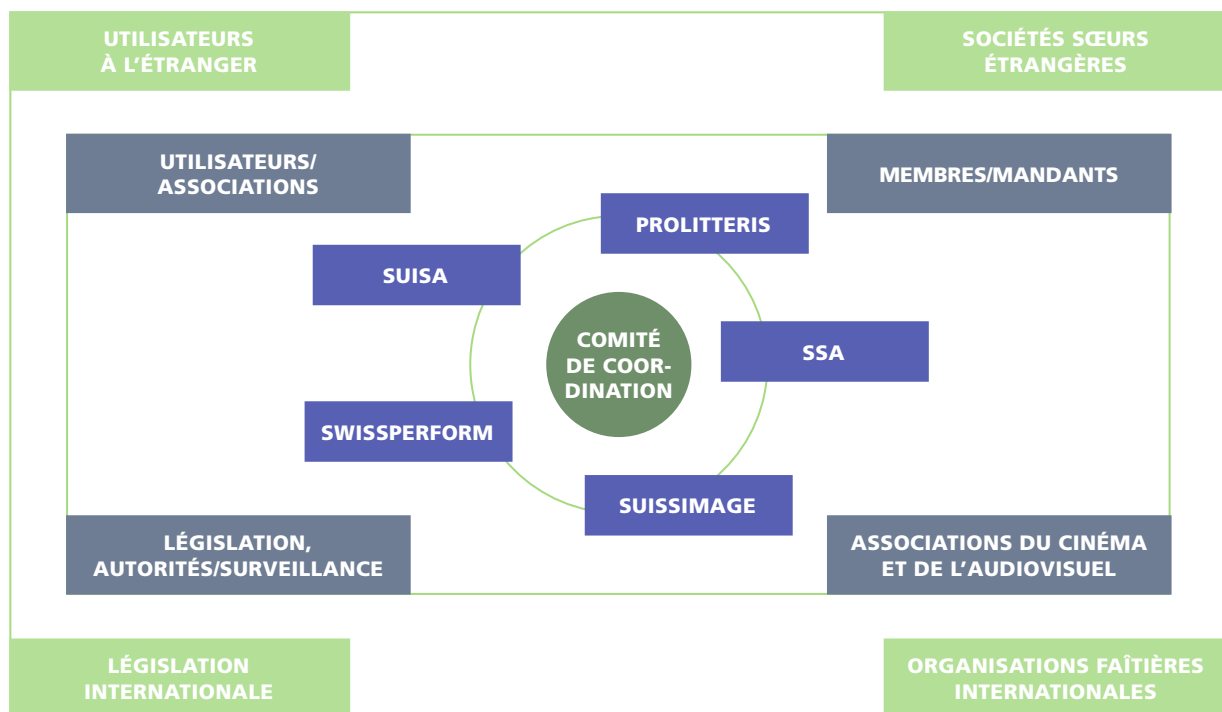 UTILISATEURS
À L'ÉTRANGER
SOCIÉTÉS SŒURS
ÉTRANGÈRES
UTILISATEURS/
ASSOCIATIONS
MEMBRES/MANDANTS
PROLITTERIS
SUISA
COMITÉ
DE COOR-
DINATION
SSA
SWISSPERFORM
SUISSIMAGE
LÉGISLATION,
AUTORITÉS/SURVEILLANCE
ASSOCIATIONS DU CINÉMA
ET DE L'AUDIOVISUEL
LÉGISLATION
INTERNATIONALE
ORGANISATIONS FAÎTIÈRES
INTERNATIONALES